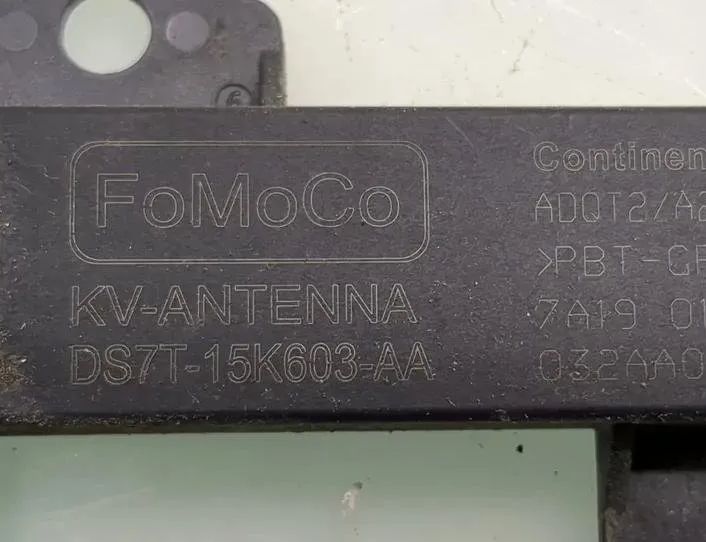 FoMoCo
KV-ANTENNA
DS7T-15K603-AA
Continen
ADQT2/A2
>PBT-GF
7A19 01
032AA0